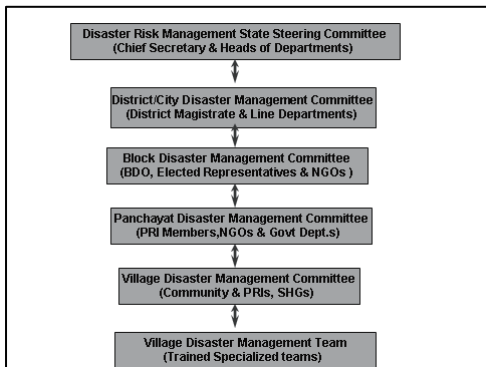 Disaster Risk Management State Steering Committee
(Chief Secretary & Heads of Departments)
District/City Disaster Management Committee
(District Magistrate & Line Departments)
Block Disaster Management Committee
(BDO, Elected Representatives & NGOs )
Panchayat Disaster Management Committee
(PRI Members,NGOs & Govt Dept.s)
Village Disaster Management Committee
(Community & PRIs, SHGs)
Village Disaster Management Team
(Trained Specialized teams)